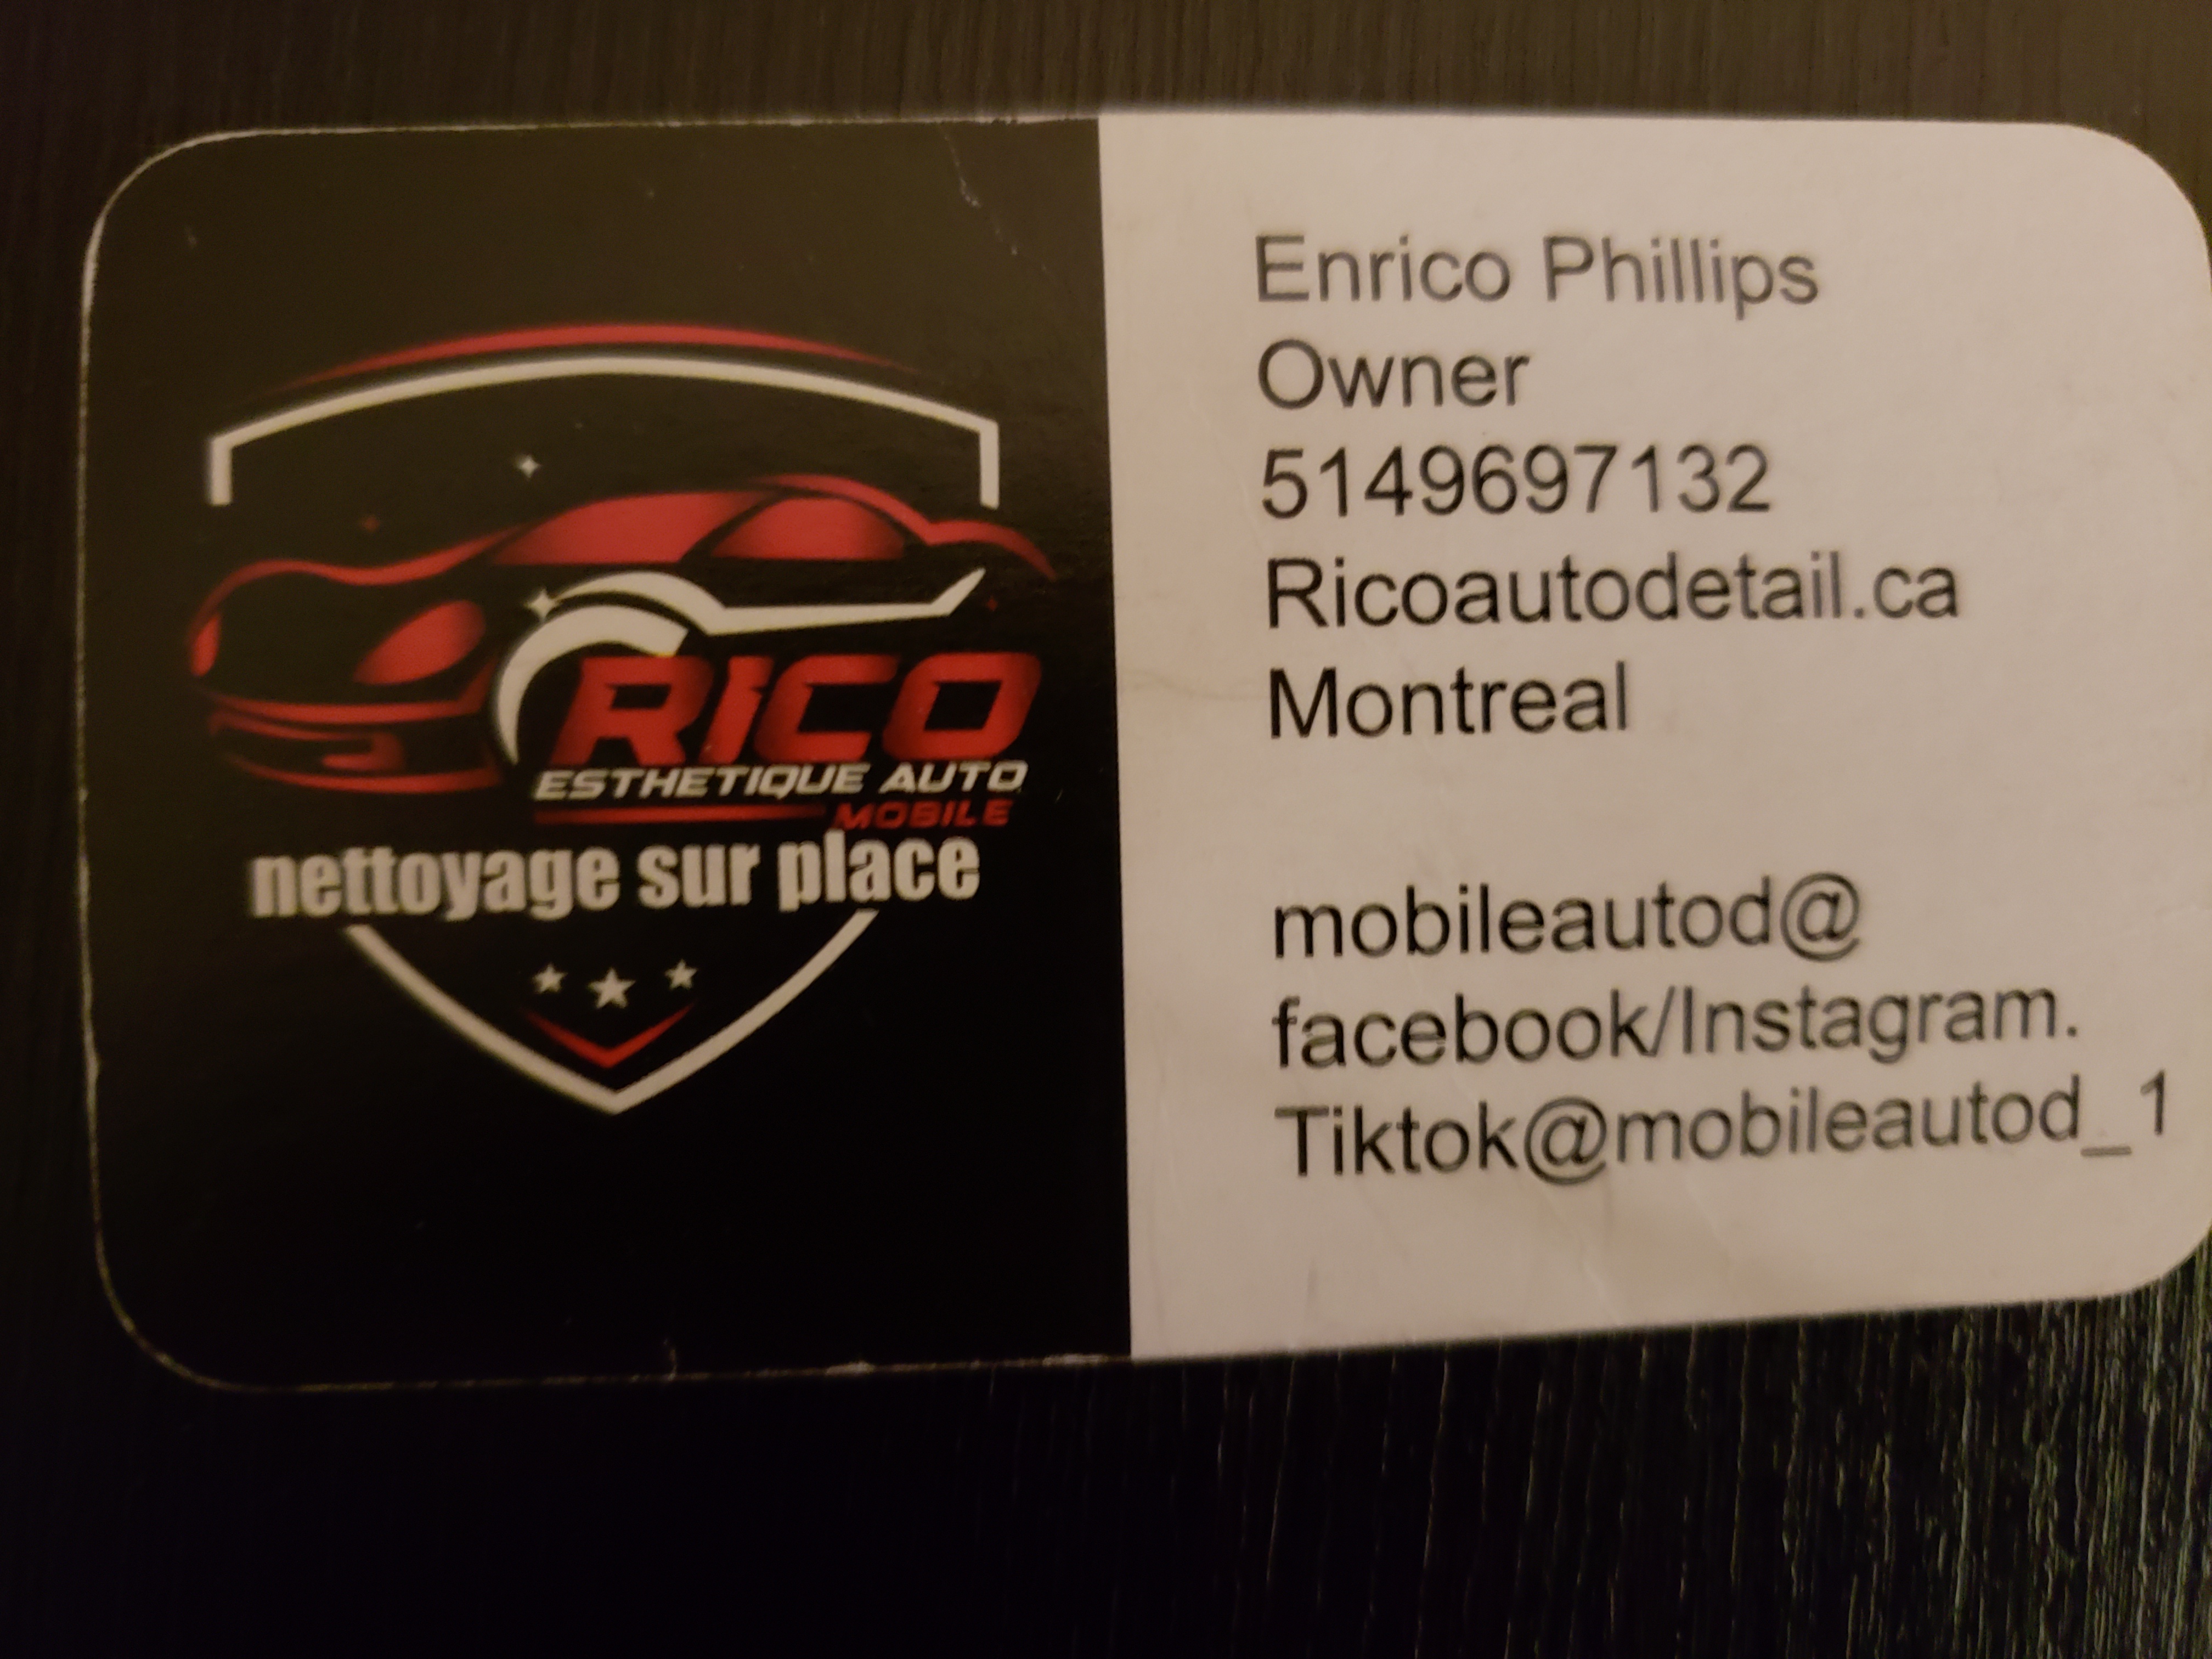 RICO
ESTHETIQUE AUTO
MOBILE
nettoyage sur place
Enrico Phillips
Owner
5149697132
Ricoautodetail.ca
Montreal
mobileautod@
facebook/Instagram.
Tiktok@mobileautod_1